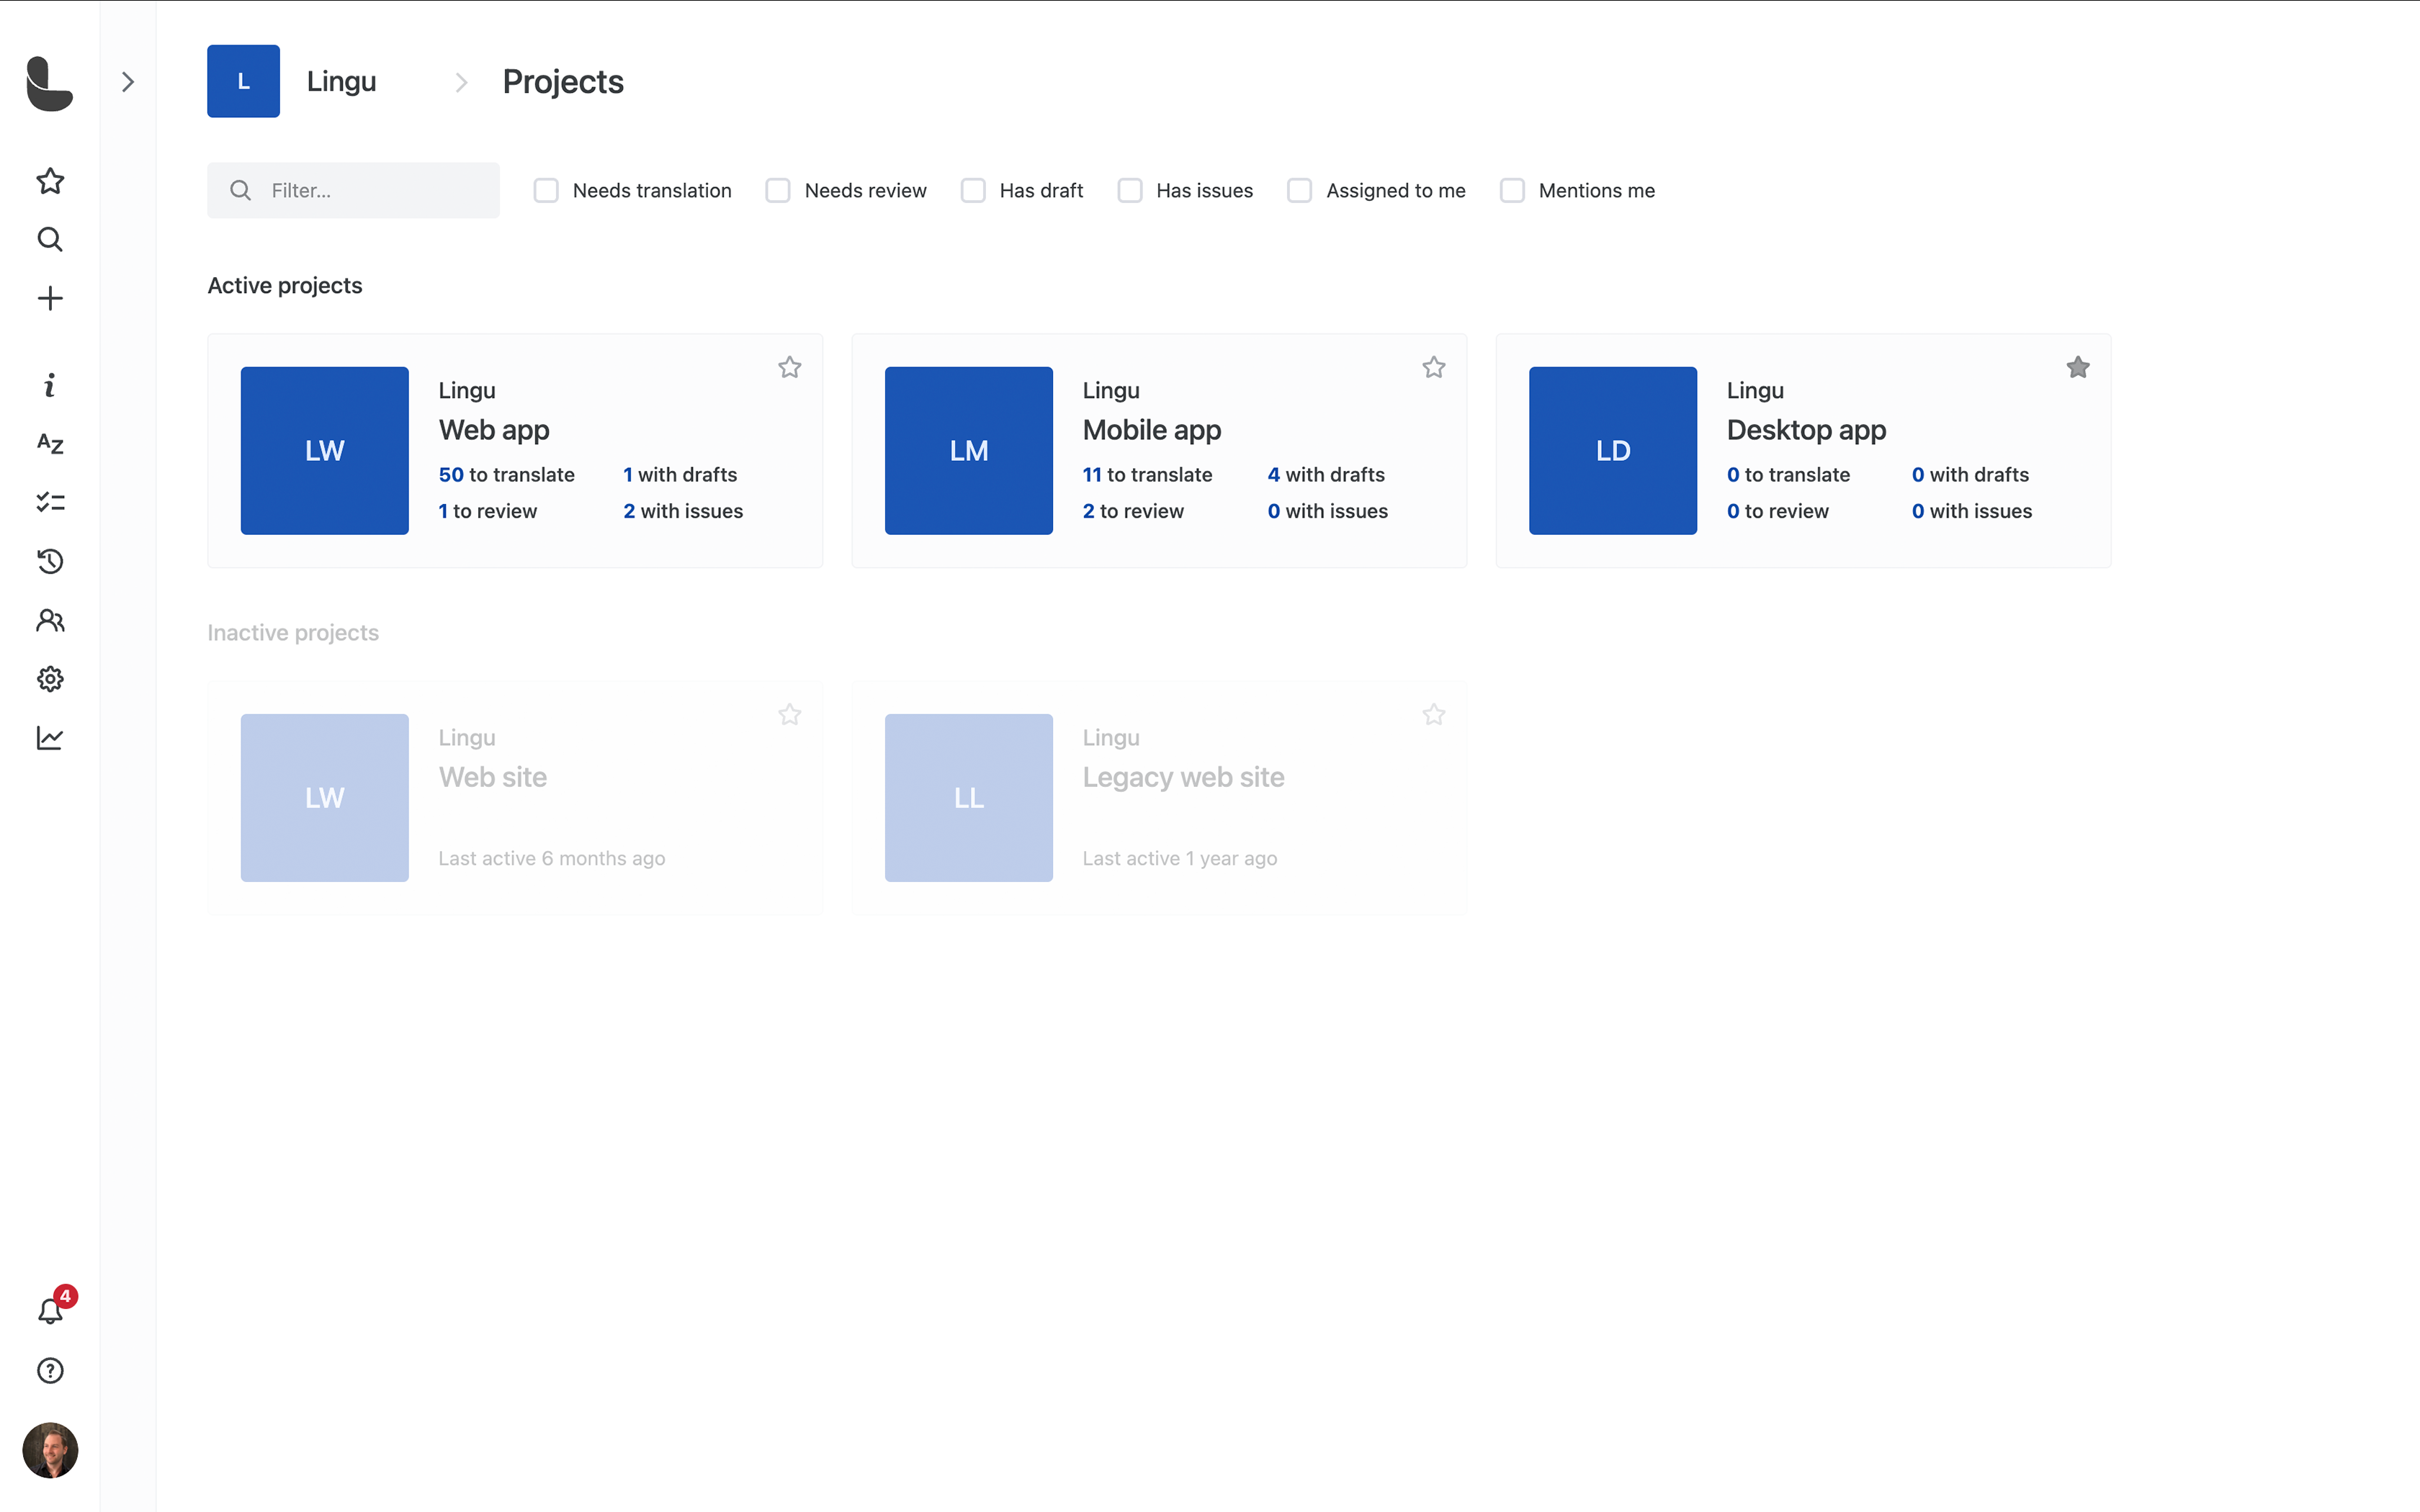 L
Lingu
Projects
Filter...
Needs translation
Needs review
Has draft
Has issues
Assigned to me
Mentions me
Active projects
LW
Lingu
Web app
50 to translate
1 with drafts
1 to review
2 with issues
LM
Lingu
Mobile app
11 to translate
4 with drafts
2 to review
0 with issues
LD
Lingu
Desktop app
0 to translate
0 with drafts
0 to review
0 with issues
Inactive projects
LW
Lingu
Web site
Last active 6 months ago
LL
Lingu
Legacy web site
Last active 1 year ago
i
AZ
4
?